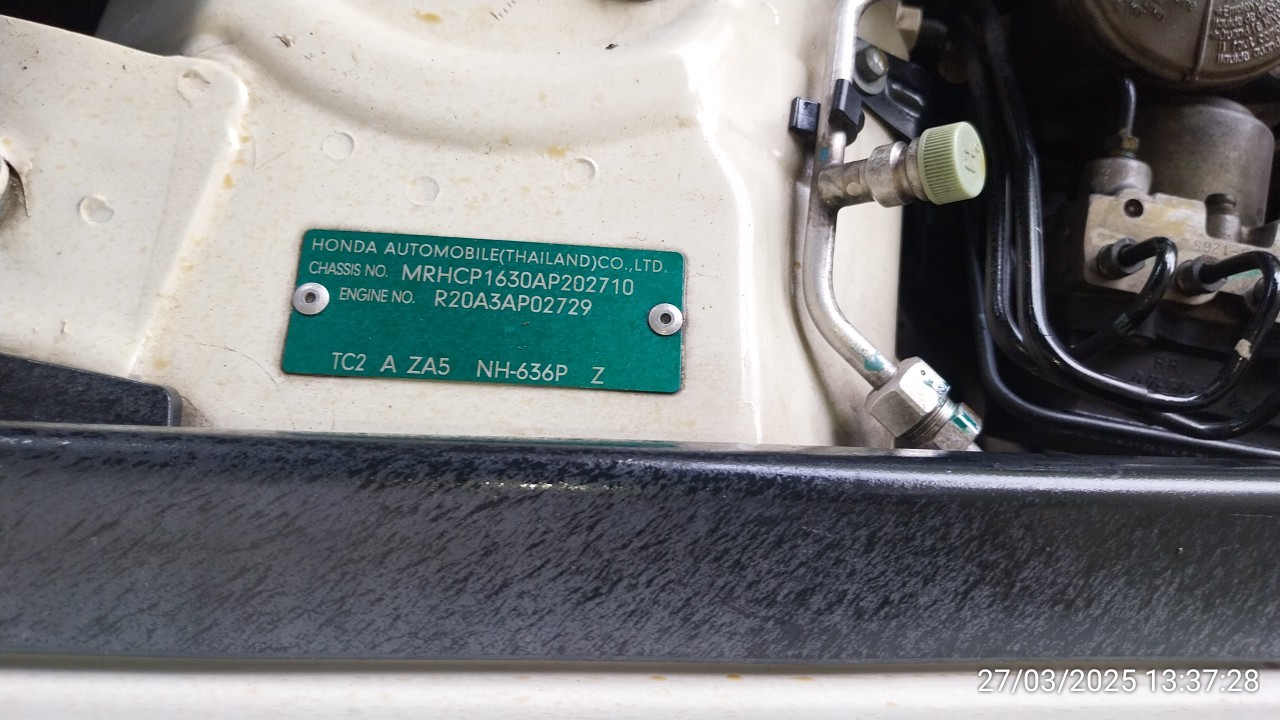 HONDA AUTOMOBILE(THAILAND)CO.,LTD.
CHASSIS NO. MRHCP1630AP202710
ENGINE NO. R20A3AP02729
TC2 A ZA5 NH-636P Z
27/03/2025 13:37:28